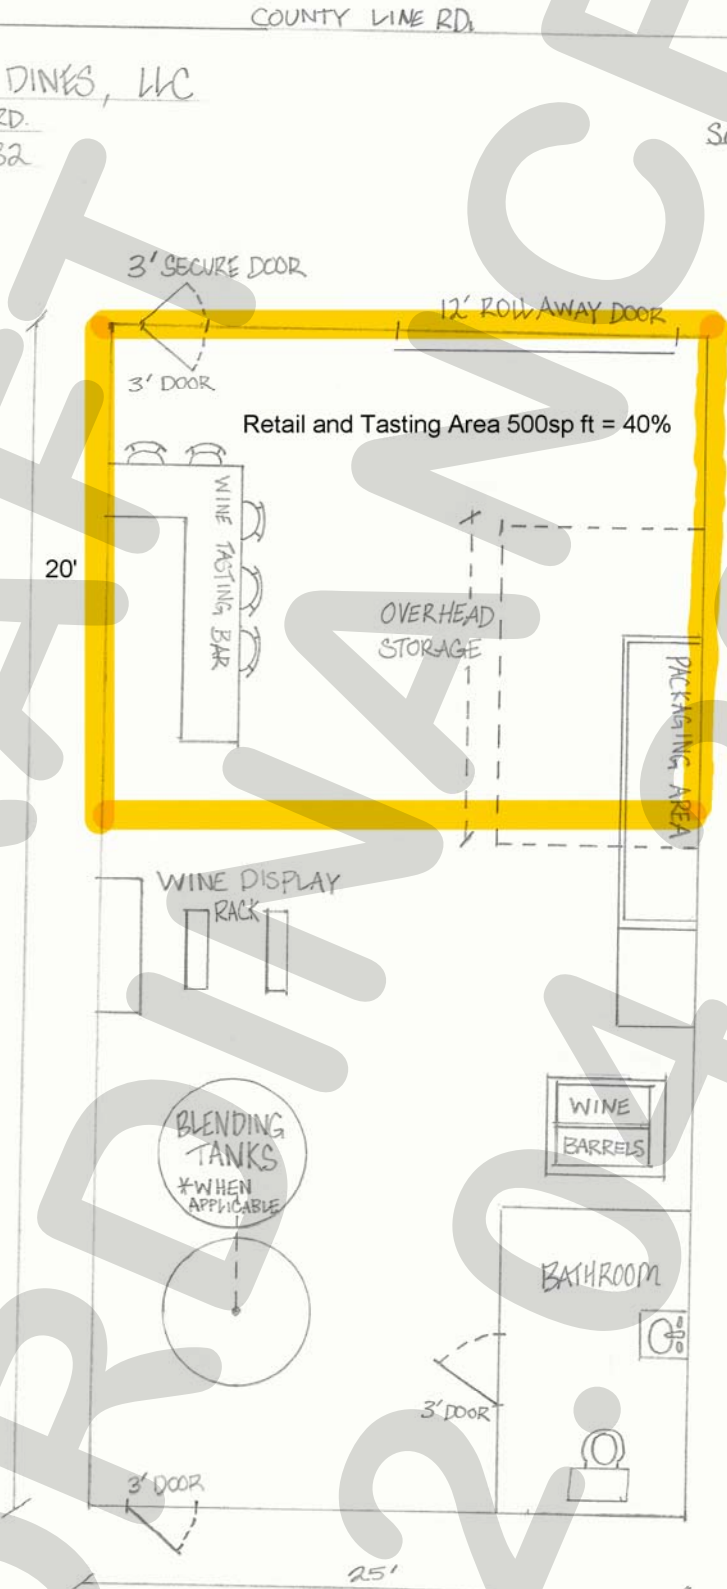 COUNTY LINE RD.
DINES, LLC
RD.
32
3' SECURE DOOR
12' ROLL AWAY DOOR
3' DOOR
Retail and Tasting Area 500sp ft = 40%
WINE TASTING BAR
20'
OVERHEAD
STORAGE
PACKAGING AREA
WINE DISPLAY
RACK
BLENDING
TANKS
*WHEN
APPLICABLE
WINE
BARRELS
BATHROOM
3' DOOR
3' DOOR
25'